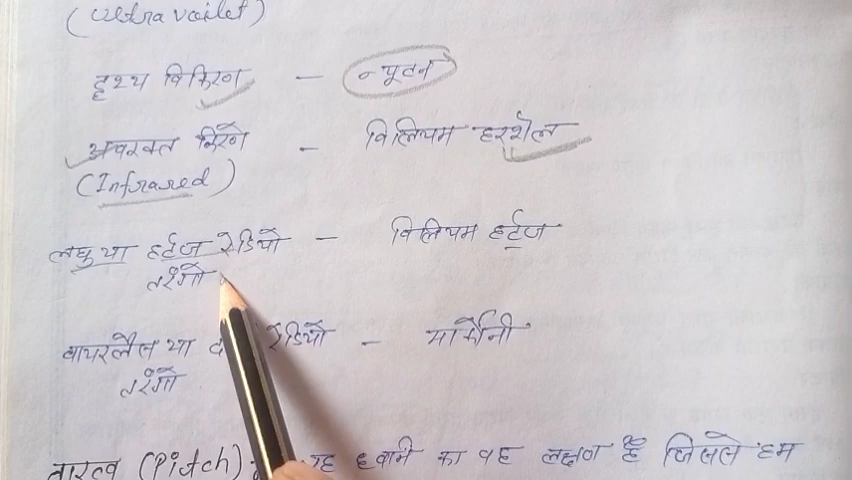 (Ultra voilet)
दृश्य विकिरण – न्यूटन
अवरक्त किरणें – विलियम हरशेल
(Infrared)
लघु या हर्ट्ज रेडियो – विलियम हर्ट्ज
तरंगों
वायरलैस या रेडियो – मार्कोनी
तरंगों
तारत्व (Pitch) : ध्वनि का वह लक्षण है जिससे हम